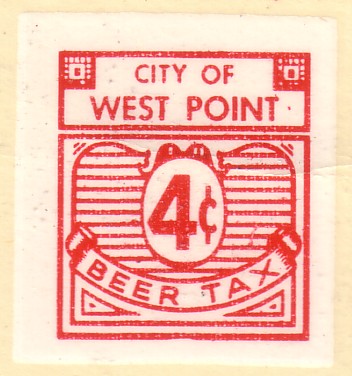 CITY OF
WEST POINT
4¢
BEER TAX